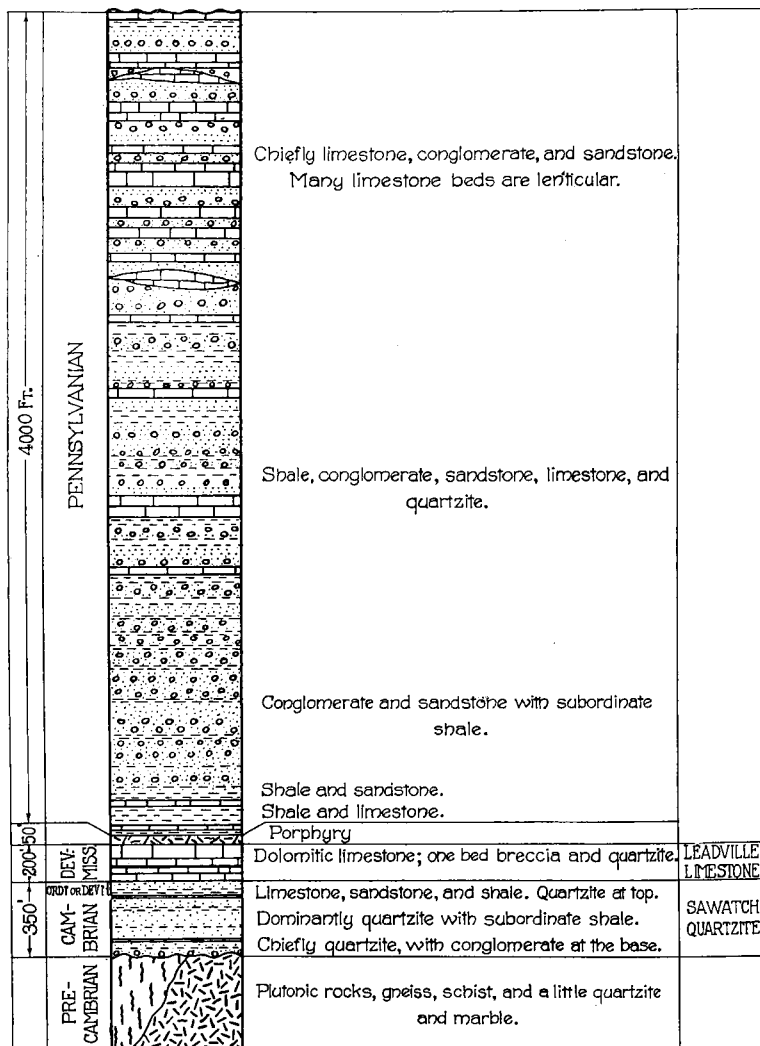 Chiefly limestone, conglomerate, and sandstone.
Many limestone beds are lenticular.
4000 FT.
PENNSYLVANIAN
Shale, conglomerate, sandstone, limestone, and
quartzite.
Conglomerate and sandstone with subordinate
shale.
Shale and sandstone.
Shale and limestone.
50'
Porphyry
200'
DEV:
MISS.
Dolomitic limestone; one bed breccia and quartzite.
LEADVILLE
LIMESTONE
350'
Limestone, sandstone, and shale. Quartzite at top.
CAM-
BRIAN
Dominantly quartzite with subordinate shale.
Chiefly quartzite, with conglomerate at the base.
SAWATCH
QUARTZITE
PRE-
CAMBRIAN
Plutonic rocks, gneiss, schist, and a little quartzite
and marble.